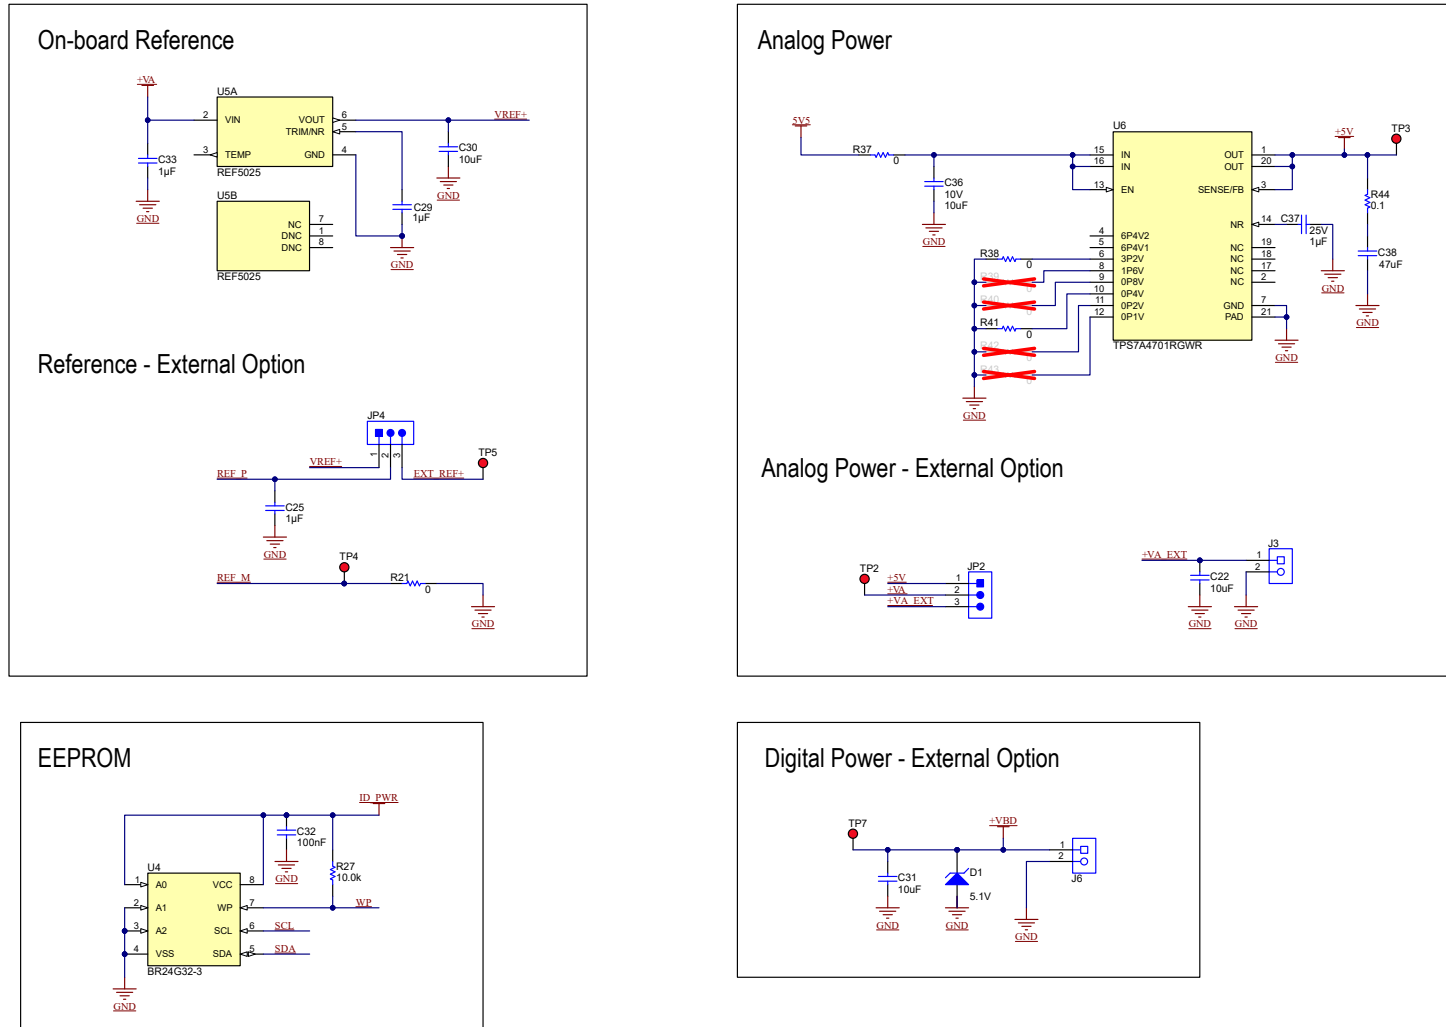 On-board Reference
+VA
U5A
2 VIN VOUT 6 VREF+
TRIM/NR 5
3 TEMP GND 4
REF5025
C33
1µF
GND
C30
10uF
GND
U5B
NC 7
DNC 1
DNC 8
REF5025
C29
1µF
GND
Reference - External Option
JP4
1 2 3
VREF+
REF_P
EXT_REF+
TP5
C25
1µF
GND
TP4
REF_M
R21
0
GND
Analog Power
5V5
R37
0
C36
10V
10uF
GND
U6
15 IN OUT 1
16 IN OUT 20
13 EN SENSE/FB 3
NR 14
4 6P4V2 NC 19
5 6P4V1 NC 18
6 3P2V NC 17
8 1P6V NC 2
9 0P8V
10 0P4V GND 7
11 0P2V PAD 21
12 0P1V
TPS7A4701RGWR
+5V
TP3
R44
0.1
C37
25V
1µF
GND
C38
47uF
GND
GND
R38
0
R39
0
R40
0
R41
0
R42
0
R43
0
GND
Analog Power - External Option
TP2
JP2
+5V 1
+VA 2
+VA_EXT 3
J3
+VA_EXT 1
2
C22
10uF
GND
GND
EEPROM
ID_PWR
C32
100nF
GND
R27
10.0k
U4
1 A0 VCC 8
2 A1 WP 7 WP
3 A2 SCL 6 SCL
4 VSS SDA 5 SDA
BR24G32-3
GND
Digital Power - External Option
TP7
+VBD
1
2
J6
C31
10uF
GND
D1
5.1V
GND
GND